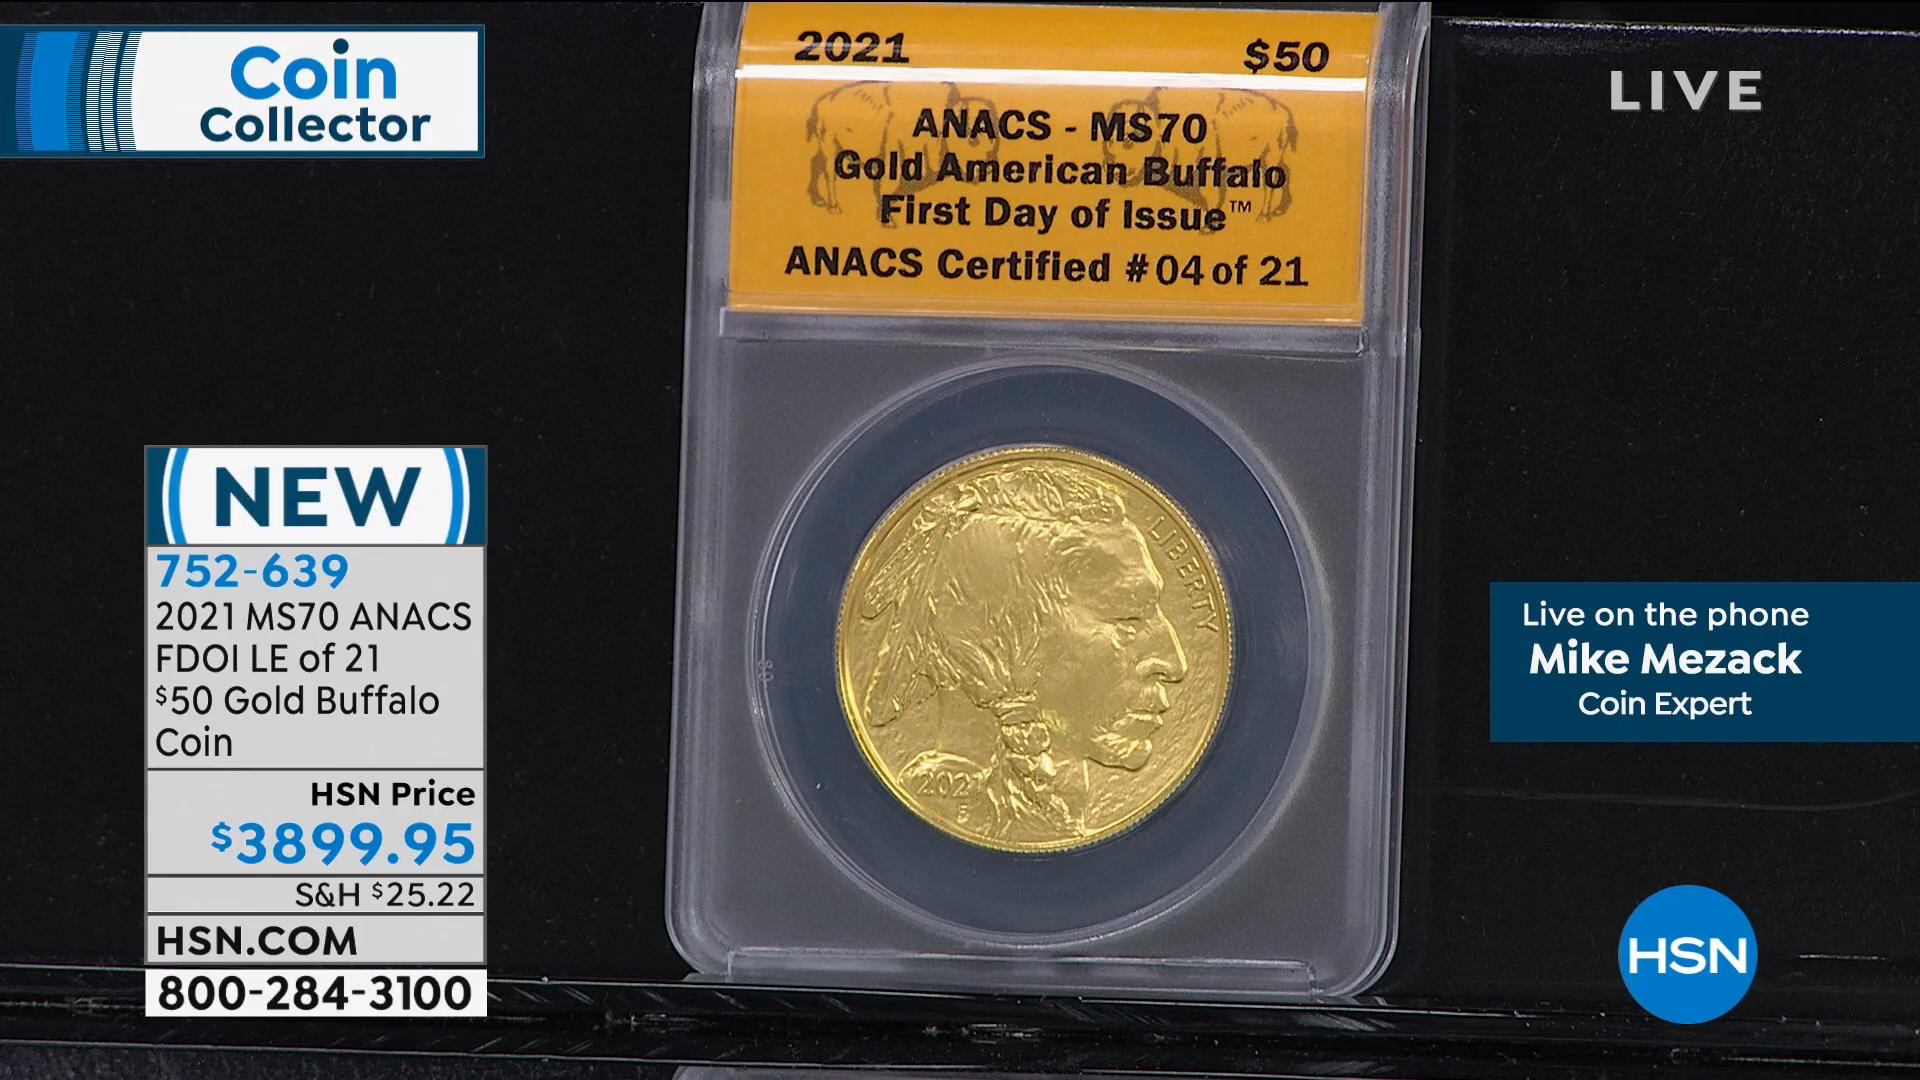 Coin
Collector
2021 $50
ANACS - MS70
Gold American Buffalo
First Day of Issue™
ANACS Certified #04 of 21
LIVE
LIBERTY
2021
NEW
752-639
2021 MS70 ANACS
FDOI LE of 21
$50 Gold Buffalo
Coin
HSN Price
$3899.95
S&H $25.22
HSN.COM
800-284-3100
Live on the phone
Mike Mezack
Coin Expert
HSN